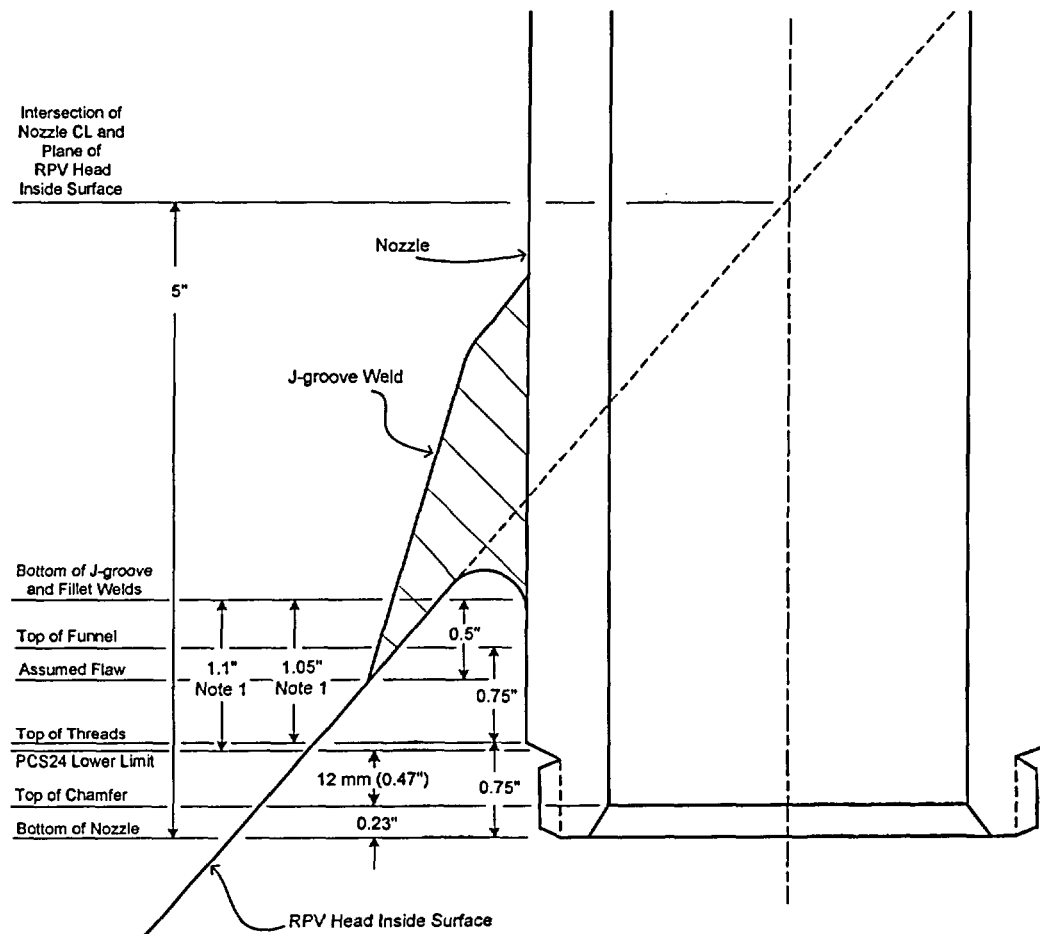 Intersection of
Nozzle CL and
Plane of
RPV Head
Inside Surface
Nozzle
5"
J-groove Weld
Bottom of J-groove
and Fillet Welds
Top of Funnel
Assumed Flaw
1.1"
Note 1
1.05"
Note 1
0.5"
0.75"
Top of Threads
PCS24 Lower Limit
12 mm (0.47")
0.75"
Top of Chamfer
0.23"
Bottom of Nozzle
RPV Head Inside Surface